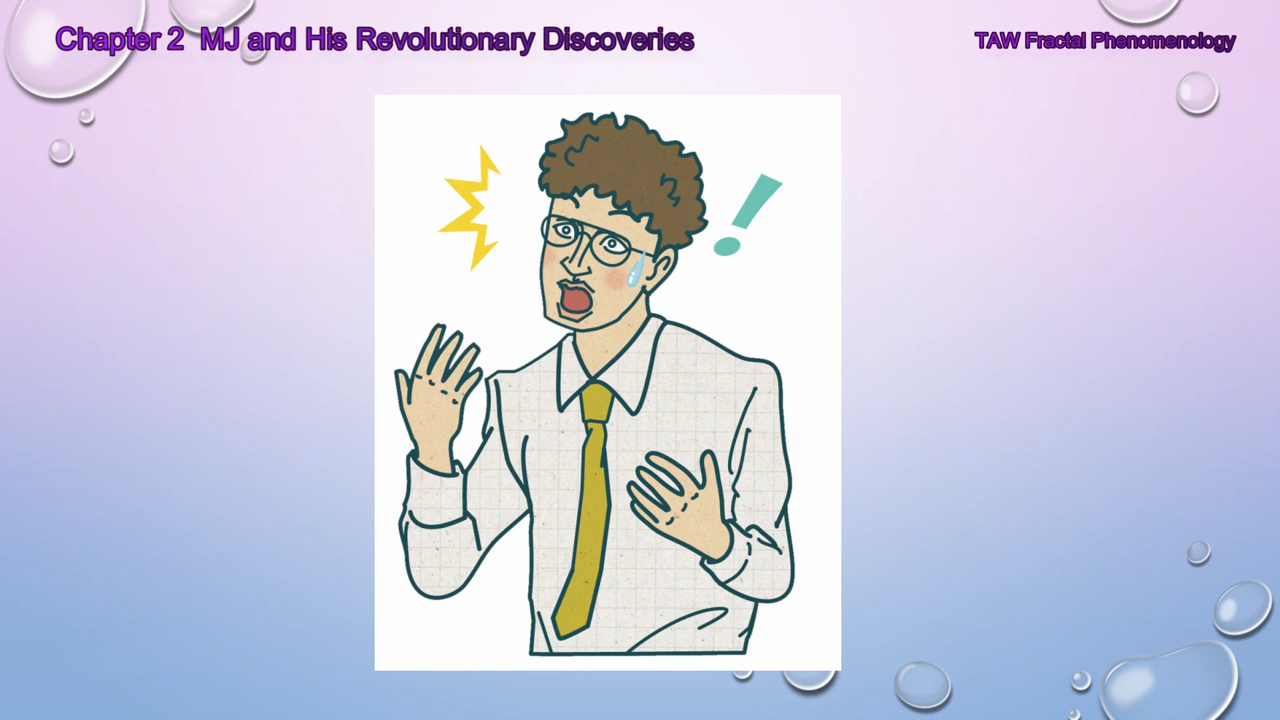 Chapter 2 MJ and His Revolutionary Discoveries
TAW Fractal Phenomenology